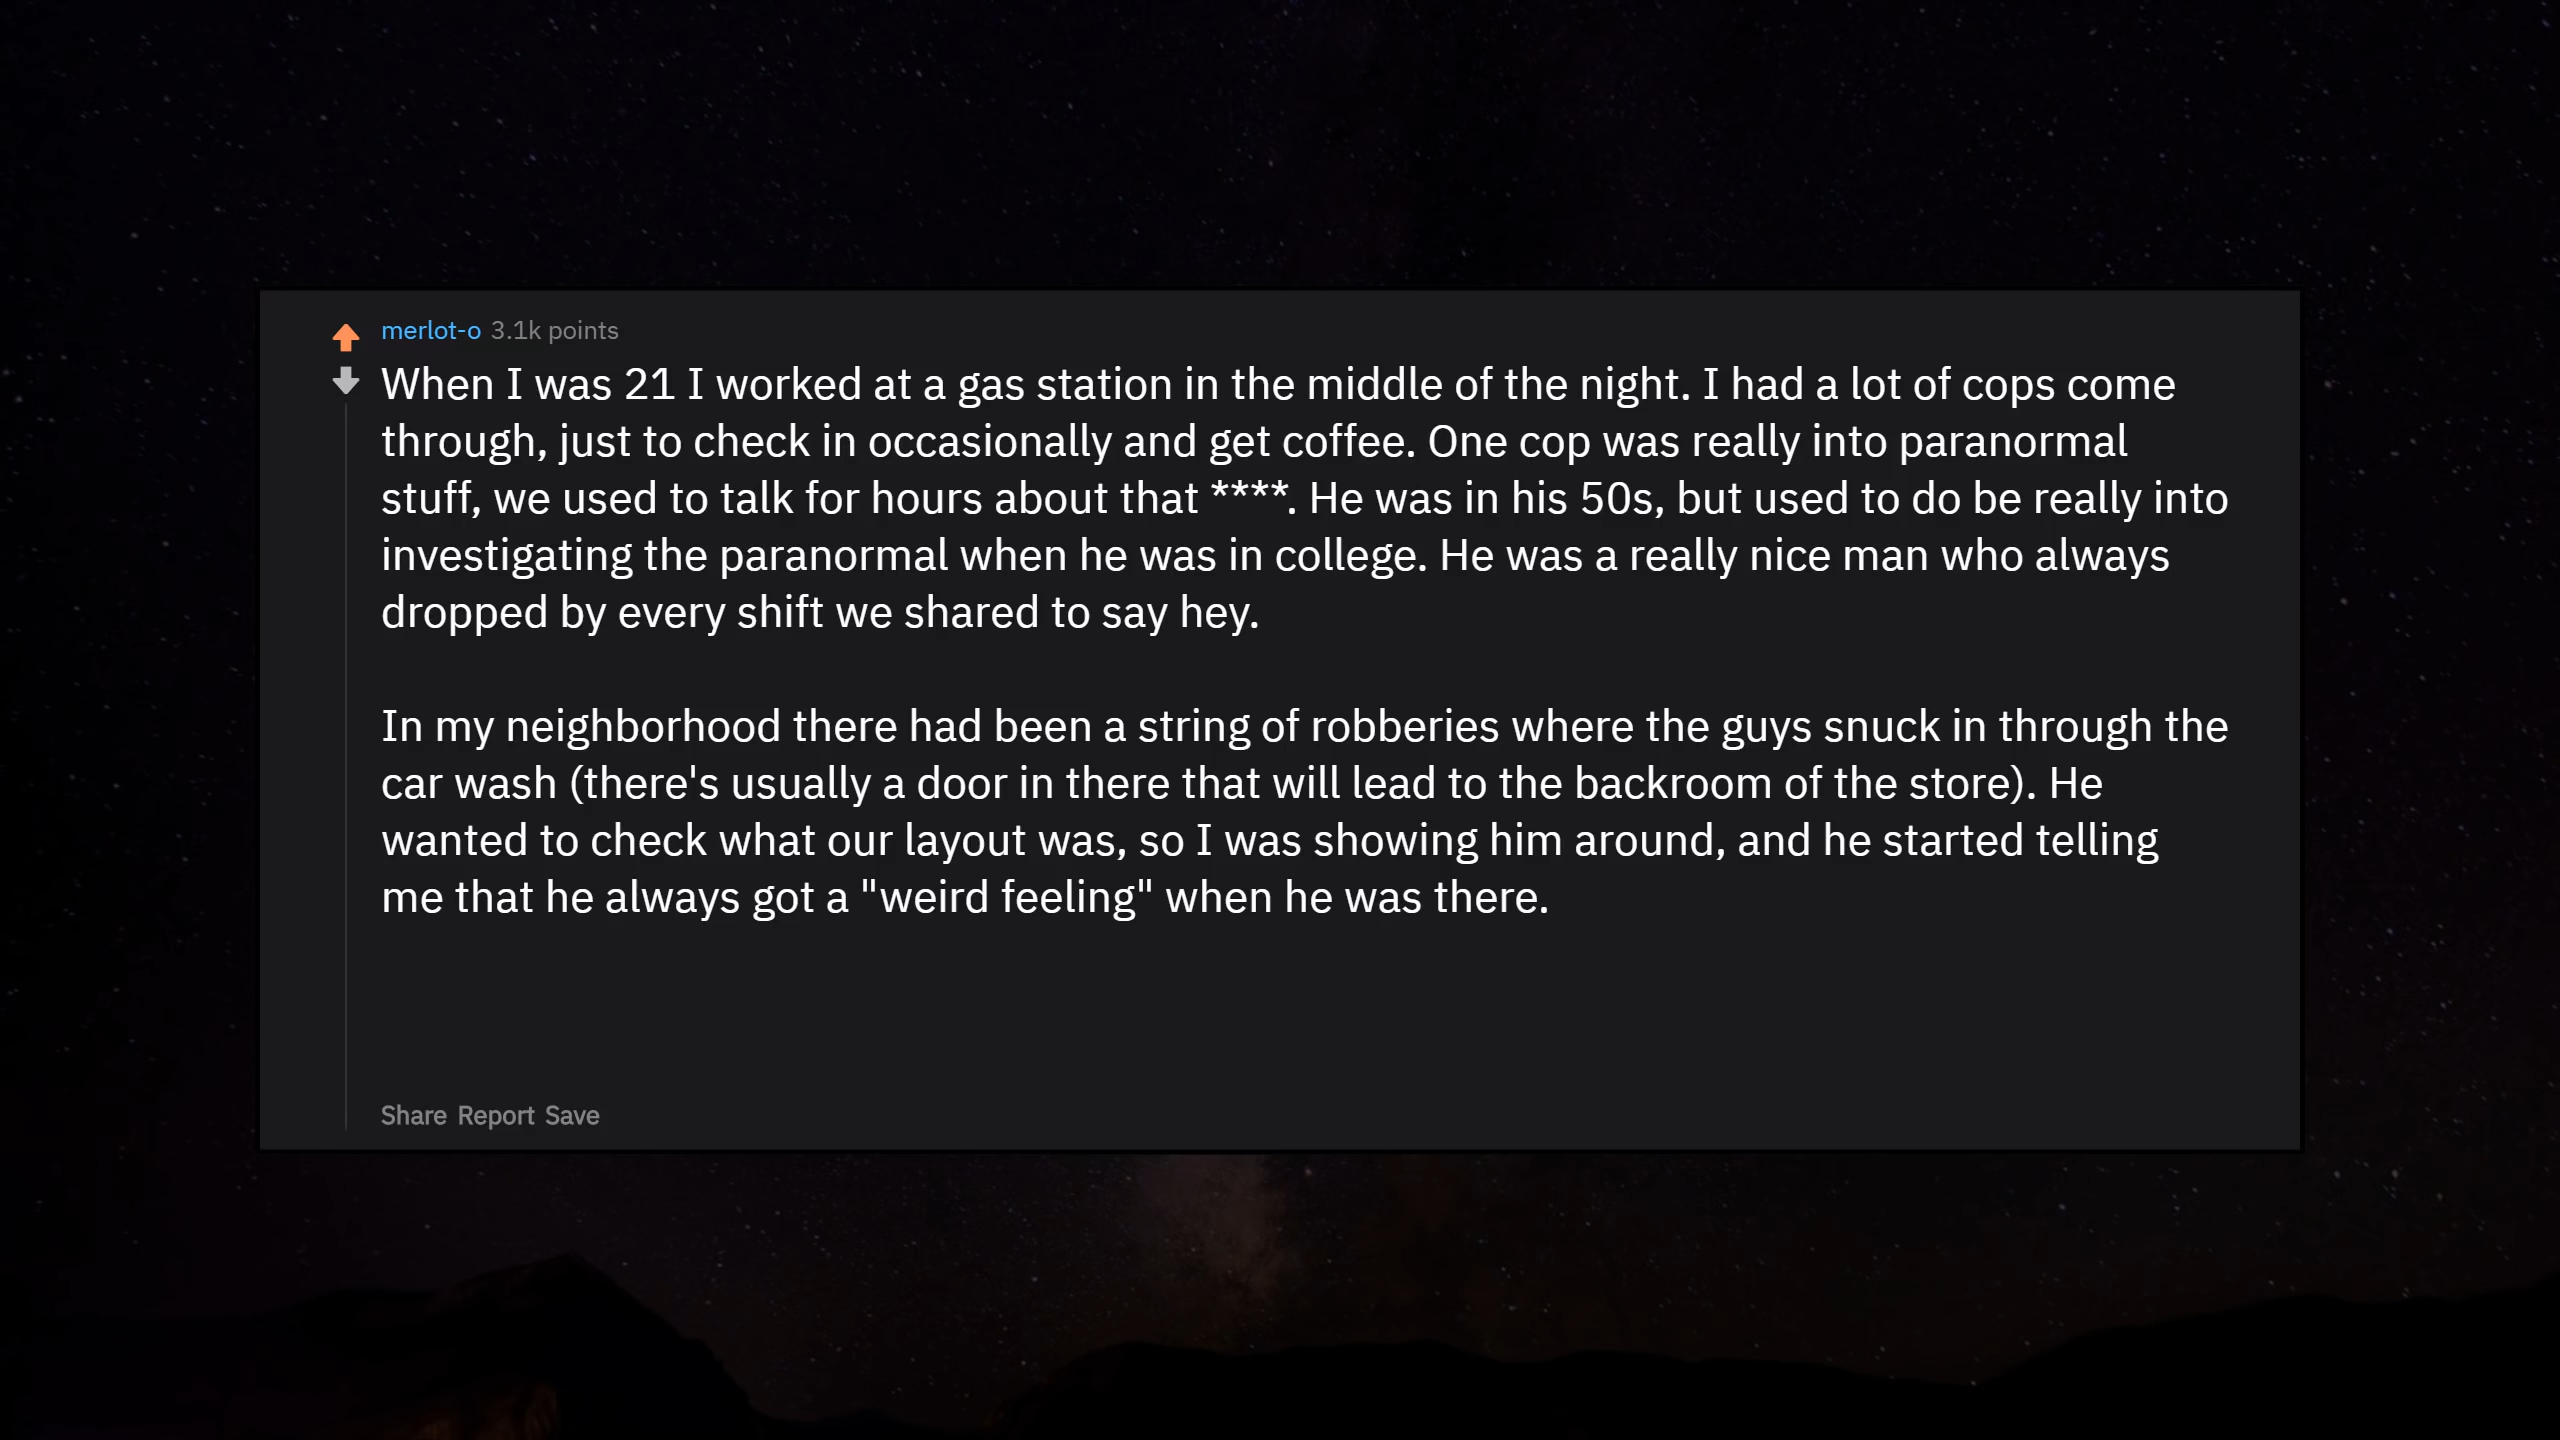 merlot-o 3.1k points
When I was 21 I worked at a gas station in the middle of the night. I had a lot of cops come
through, just to check in occasionally and get coffee. One cop was really into paranormal
stuff, we used to talk for hours about that ****. He was in his 50s, but used to do be really into
investigating the paranormal when he was in college. He was a really nice man who always
dropped by every shift we shared to say hey.
In my neighborhood there had been a string of robberies where the guys snuck in through the
car wash (there's usually a door in there that will lead to the backroom of the store). He
wanted to check what our layout was, so I was showing him around, and he started telling
me that he always got a "weird feeling" when he was there.
Share Report Save